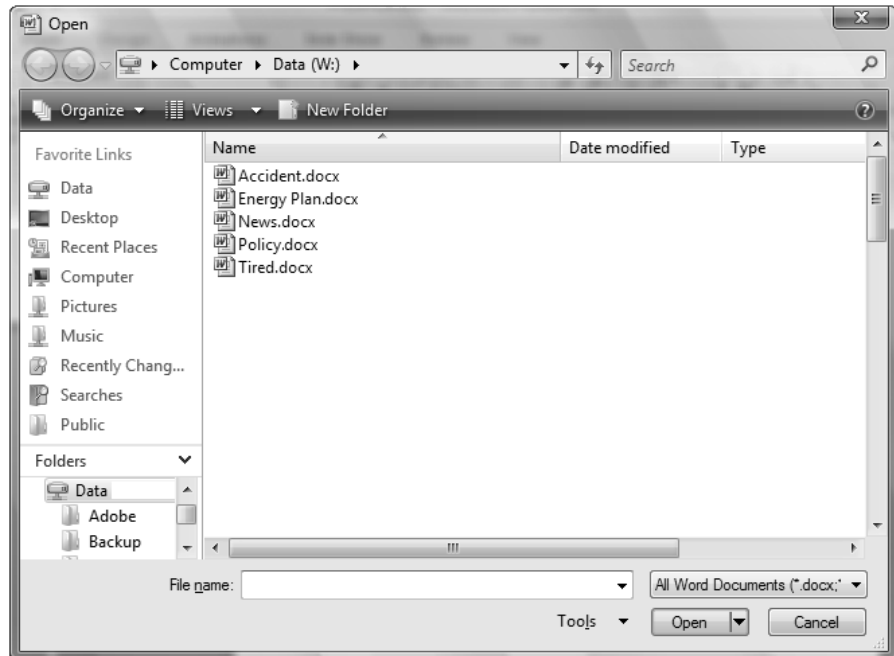 Open
Computer ▸ Data (W:) ▸ Search
Organize Views New Folder
Favorite Links
Data
Desktop
Recent Places
Computer
Pictures
Music
Recently Chang...
Searches
Public
Folders
Data
Adobe
Backup
Name Date modified Type
Accident.docx
Energy Plan.docx
News.docx
Policy.docx
Tired.docx
File name: All Word Documents (*.docx;*
Tools Open Cancel